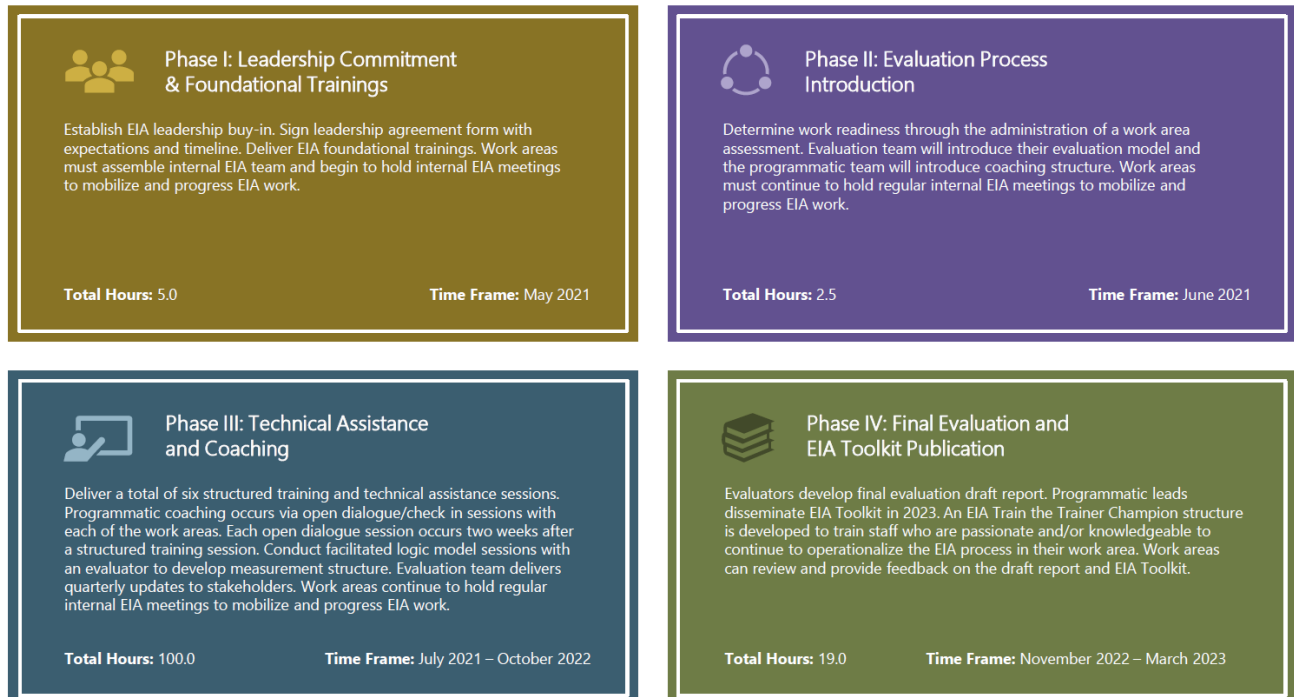 Phase I: Leadership Commitment
& Foundational Trainings
Establish EIA leadership buy-in. Sign leadership agreement form with
expectations and timeline. Deliver EIA foundational trainings. Work areas
must assemble internal EIA team and begin to hold internal EIA meetings
to mobilize and progress EIA work.
Total Hours: 5.0
Time Frame: May 2021
Phase II: Evaluation Process
Introduction
Determine work readiness through the administration of a work area
assessment. Evaluation team will introduce their evaluation model and
the programmatic team will introduce coaching structure. Work areas
must continue to hold regular internal EIA meetings to mobilize and
progress EIA work.
Total Hours: 2.5
Time Frame: June 2021
Phase III: Technical Assistance
and Coaching
Deliver a total of six structured training and technical assistance sessions.
Programmatic coaching occurs via open dialogue/check in sessions with
each of the work areas. Each open dialogue session occurs two weeks after
a structured training session. Conduct facilitated logic model sessions with
an evaluator to develop measurement structure. Evaluation team delivers
quarterly updates to stakeholders. Work areas continue to hold regular
internal EIA meetings to mobilize and progress EIA work.
Total Hours: 100.0
Time Frame: July 2021 – October 2022
Phase IV: Final Evaluation and
EIA Toolkit Publication
Evaluators develop final evaluation draft report. Programmatic leads
disseminate EIA Toolkit in 2023. An EIA Train the Trainer Champion structure
is developed to train staff who are passionate and/or knowledgeable to
continue to operationalize the EIA process in their work area. Work areas
can review and provide feedback on the draft report and EIA Toolkit.
Total Hours: 19.0
Time Frame: November 2022 – March 2023